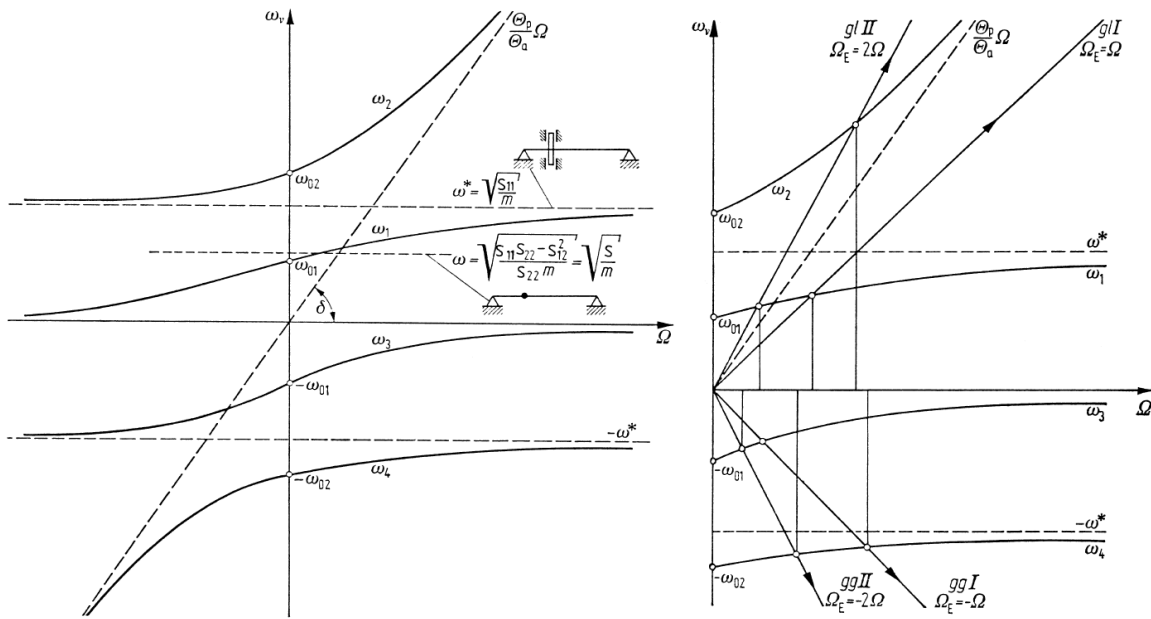 ω_v
Θ_p/Θ_a Ω
ω_2
ω_02
ω* = √(S_11/m)
ω_1
ω = √((S_11 S_22 − S_12^2)/(S_22 m)) = √(S/m)
ω_01
δ
Ω
ω_3
−ω_01
−ω*
ω_4
−ω_02
ω_v
gl II
Ω_E = 2Ω
Θ_p/Θ_a Ω
gl I
Ω_E = Ω
ω_2
ω_02
ω*
ω_1
ω_01
Ω
ω_3
−ω_01
−ω*
ω_4
−ω_02
gg II
Ω_E = −2Ω
gg I
Ω_E = −Ω